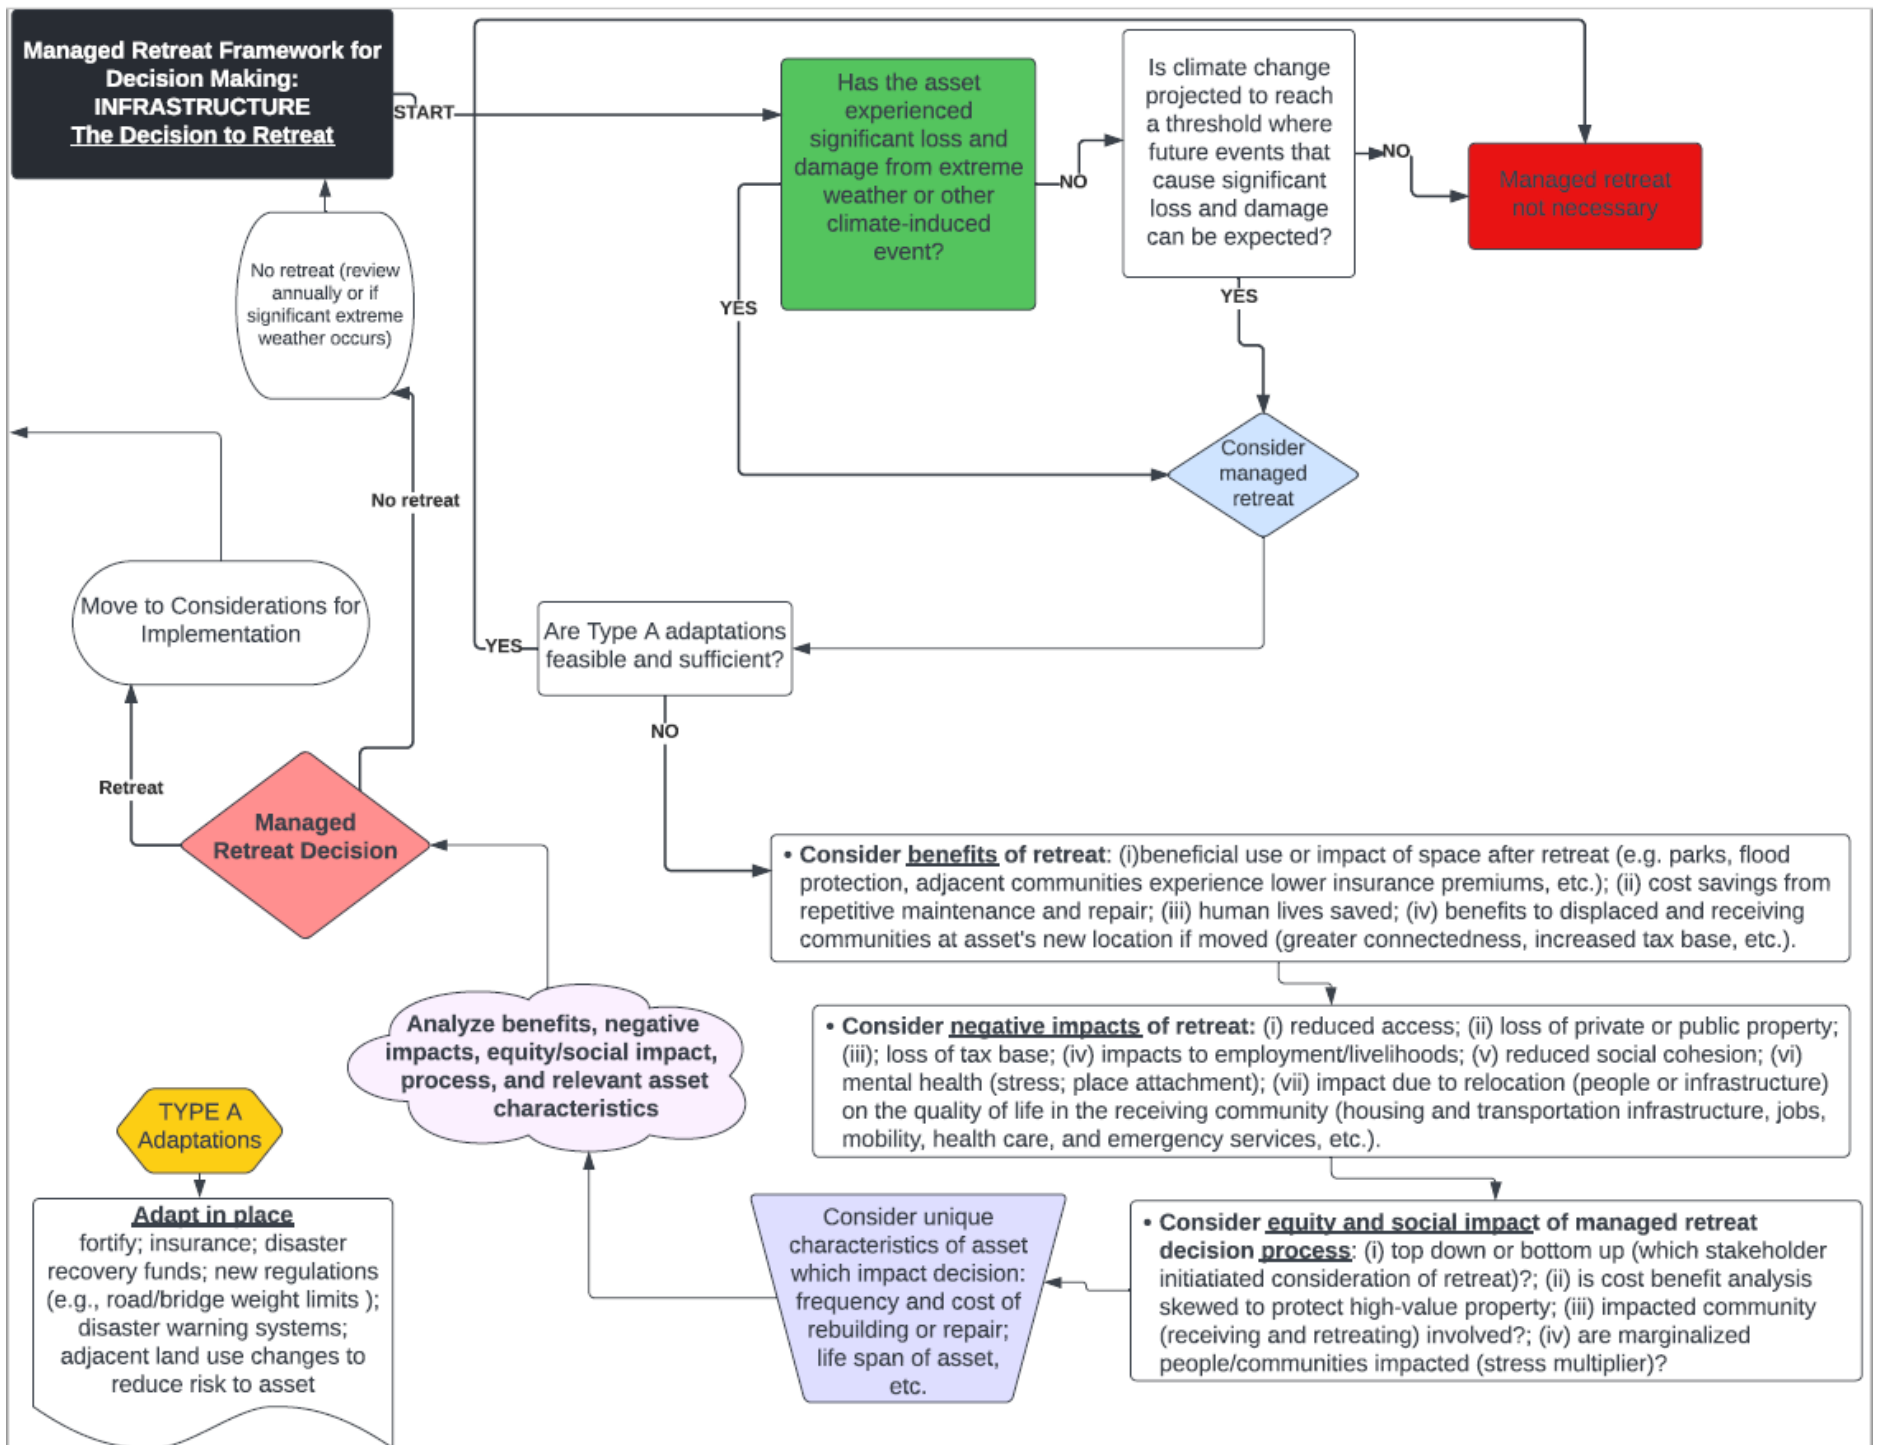 Managed Retreat Framework for
Decision Making:
INFRASTRUCTURE
The Decision to Retreat
START
Has the asset
experienced
significant loss and
damage from extreme
weather or other
climate-induced
event?
NO
YES
Is climate change
projected to reach
a threshold where
future events that
cause significant
loss and damage
can be expected?
NO
YES
Managed retreat
not necessary
No retreat (review
annually or if
significant extreme
weather occurs)
Consider
managed
retreat
No retreat
Move to Considerations for
Implementation
YES
Are Type A adaptations
feasible and sufficient?
NO
Retreat
Managed
Retreat Decision
• Consider benefits of retreat: (i)beneficial use or impact of space after retreat (e.g. parks, flood
protection, adjacent communities experience lower insurance premiums, etc.); (ii) cost savings from
repetitive maintenance and repair; (iii) human lives saved; (iv) benefits to displaced and receiving
communities at asset's new location if moved (greater connectedness, increased tax base, etc.).
• Consider negative impacts of retreat: (i) reduced access; (ii) loss of private or public property;
(iii); loss of tax base; (iv) impacts to employment/livelihoods; (v) reduced social cohesion; (vi)
mental health (stress; place attachment); (vii) impact due to relocation (people or infrastructure)
on the quality of life in the receiving community (housing and transportation infrastructure, jobs,
mobility, health care, and emergency services, etc.).
Analyze benefits, negative
impacts, equity/social impact,
process, and relevant asset
characteristics
TYPE A
Adaptations
Adapt in place
fortify; insurance; disaster
recovery funds; new regulations
(e.g., road/bridge weight limits );
disaster warning systems;
adjacent land use changes to
reduce risk to asset
Consider unique
characteristics of asset
which impact decision:
frequency and cost of
rebuilding or repair;
life span of asset,
etc.
• Consider equity and social impact of managed retreat
decision process: (i) top down or bottom up (which stakeholder
initiatiated consideration of retreat)?; (ii) is cost benefit analysis
skewed to protect high-value property; (iii) impacted community
(receiving and retreating) involved?; (iv) are marginalized
people/communities impacted (stress multiplier)?